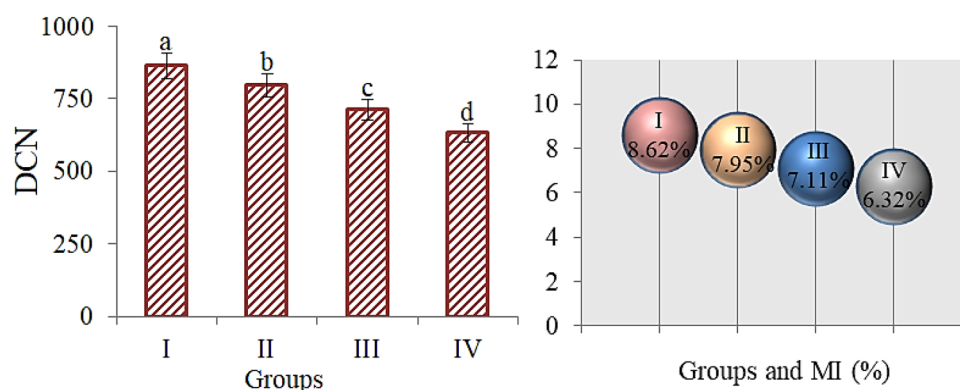 1000
750
500
250
0
DCN
a
b
c
d
I II III IV
Groups
12
10
8
6
4
2
0
I
8.62%
II
7.95%
III
7.11%
IV
6.32%
Groups and MI (%)